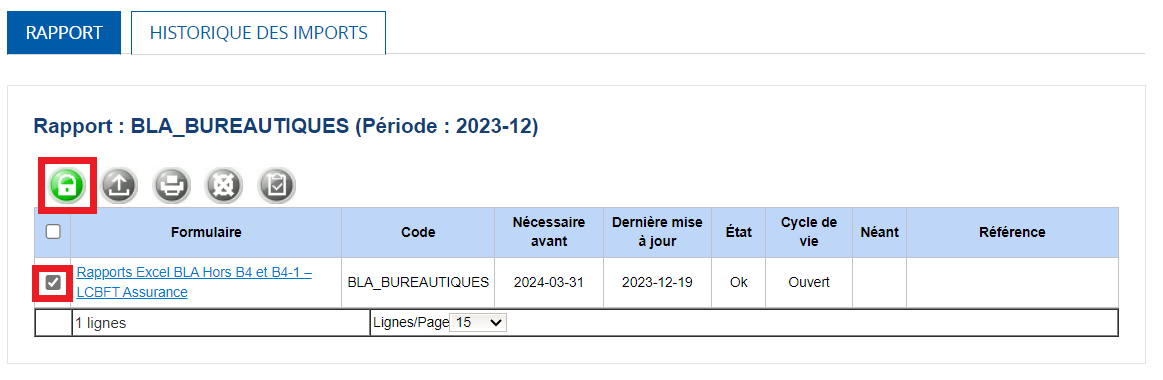 RAPPORT
HISTORIQUE DES IMPORTS
Rapport : BLA_BUREAUTIQUES (Période : 2023-12)
Formulaire
Code
Nécessaire
avant
Dernière mise
à jour
État
Cycle de
vie
Néant
Référence
Rapports Excel BLA Hors B4 et B4-1 –
LCBFT Assurance
BLA_BUREAUTIQUES
2024-03-31
2023-12-19
Ok
Ouvert
1 lignes
Lignes/Page 15